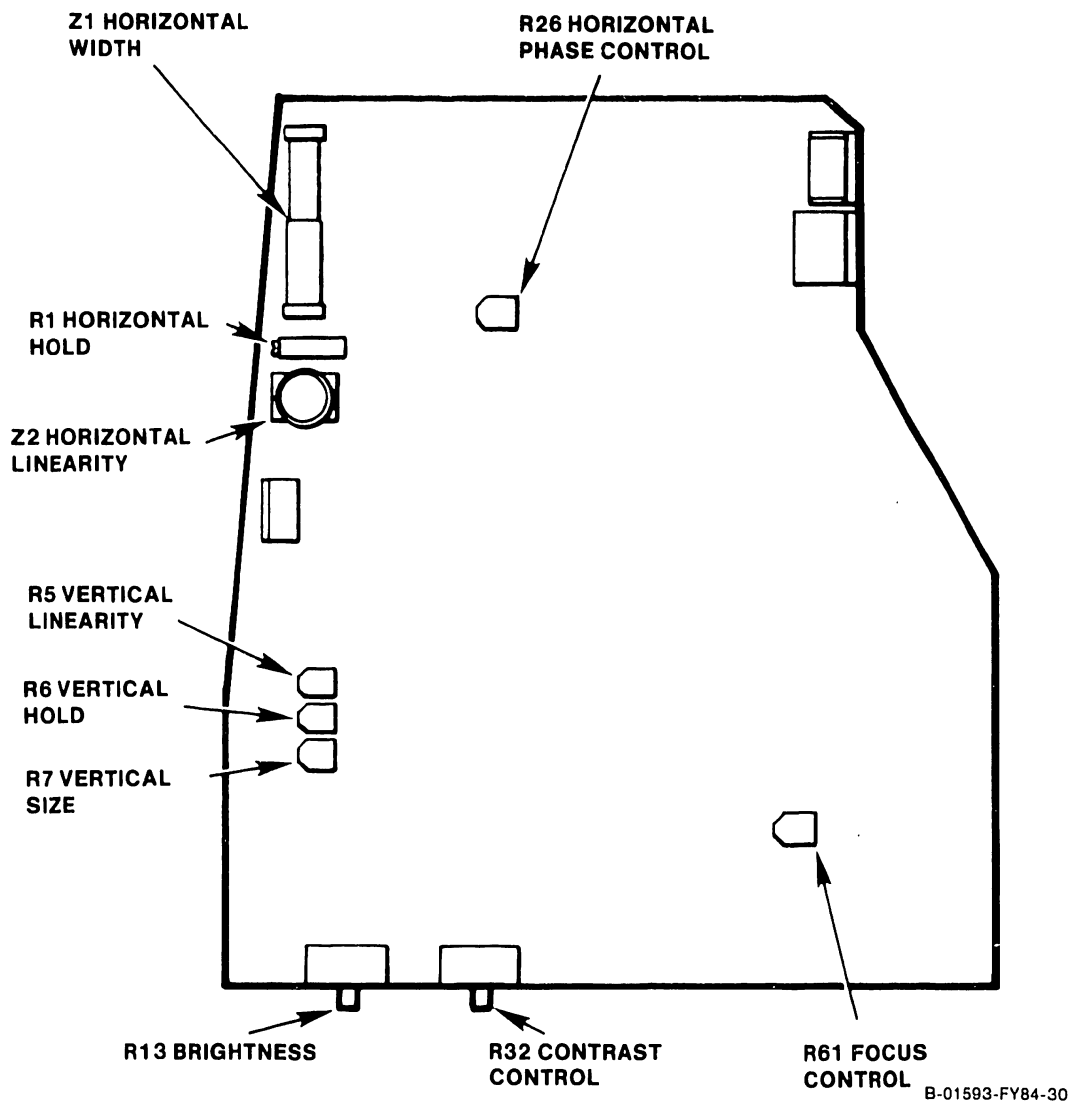 Z1 HORIZONTAL
WIDTH
R26 HORIZONTAL
PHASE CONTROL
R1 HORIZONTAL
HOLD
Z2 HORIZONTAL
LINEARITY
R5 VERTICAL
LINEARITY
R6 VERTICAL
HOLD
R7 VERTICAL
SIZE
R13 BRIGHTNESS
R32 CONTRAST
CONTROL
R61 FOCUS
CONTROL
B-01593-FY84-30